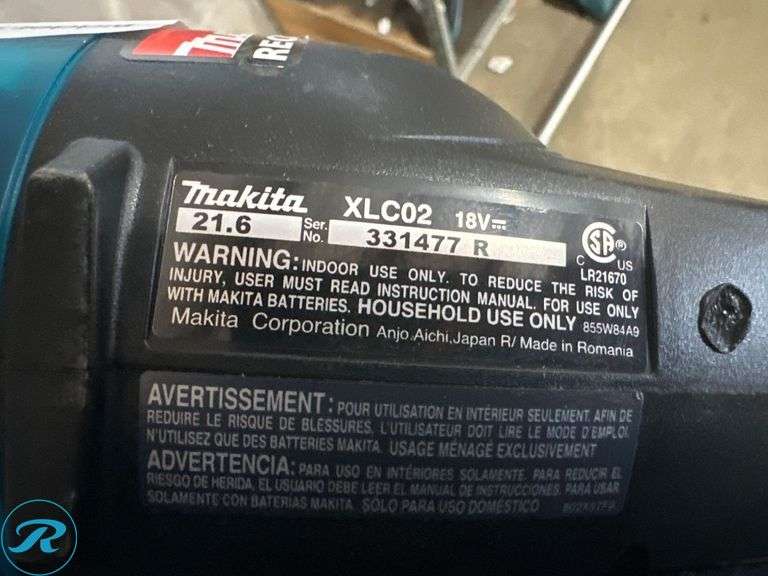 REC
Makita XLC02 18V
21.6 Ser. No. 331477 R
WARNING: INDOOR USE ONLY. TO REDUCE THE RISK OF
INJURY, USER MUST READ INSTRUCTION MANUAL. FOR USE ONLY
WITH MAKITA BATTERIES. HOUSEHOLD USE ONLY 855W84A9
Makita Corporation Anjo,Aichi,Japan R/ Made in Romania
C SA ® US
LR21670
AVERTISSEMENT: POUR UTILISATION EN INTÉRIEUR SEULEMENT. AFIN DE
RÉDUIRE LE RISQUE DE BLESSURES, L'UTILISATEUR DOIT LIRE LE MODE D'EMPLOI.
N'UTILISEZ QUE DES BATTERIES MAKITA. USAGE MÉNAGE EXCLUSIVEMENT
ADVERTENCIA: PARA USO EN INTERIORES SOLAMENTE. PARA REDUCIR EL
RIESGO DE HERIDA, EL USUARIO DEBE LEER EL MANUAL DE INSTRUCCIONES. PARA USAR
SOLAMENTE CON BATERIAS MAKITA. SÓLO PARA USO DOMÉSTICO
R